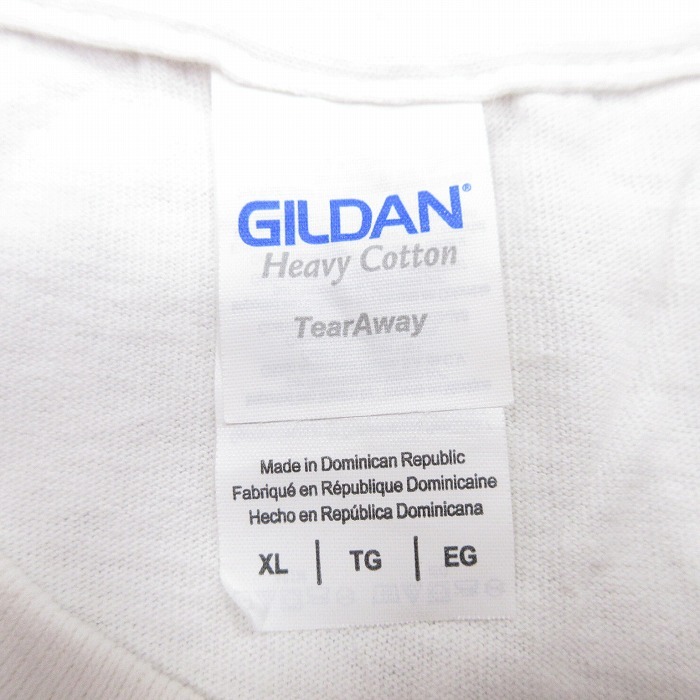 GILDAN®
Heavy Cotton
TearAway
Made in Dominican Republic
Fabriqué en République Dominicaine
Hecho en República Dominicana
XL | TG | EG